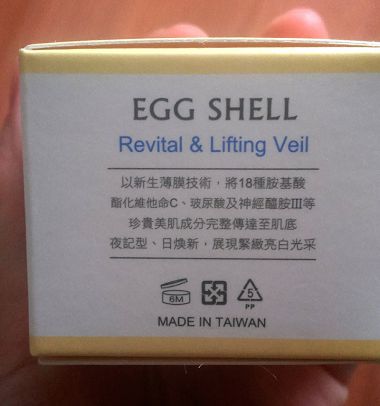 EGG SHELL
Revital & Lifting Veil
以新生薄膜技術，將18種胺基酸
酯化維他命C、玻尿酸及神經醯胺III等
珍貴美肌成分完整傳達至肌底
夜記型、日煥新，展現緊緻亮白光采
6M
5
PP
MADE IN TAIWAN